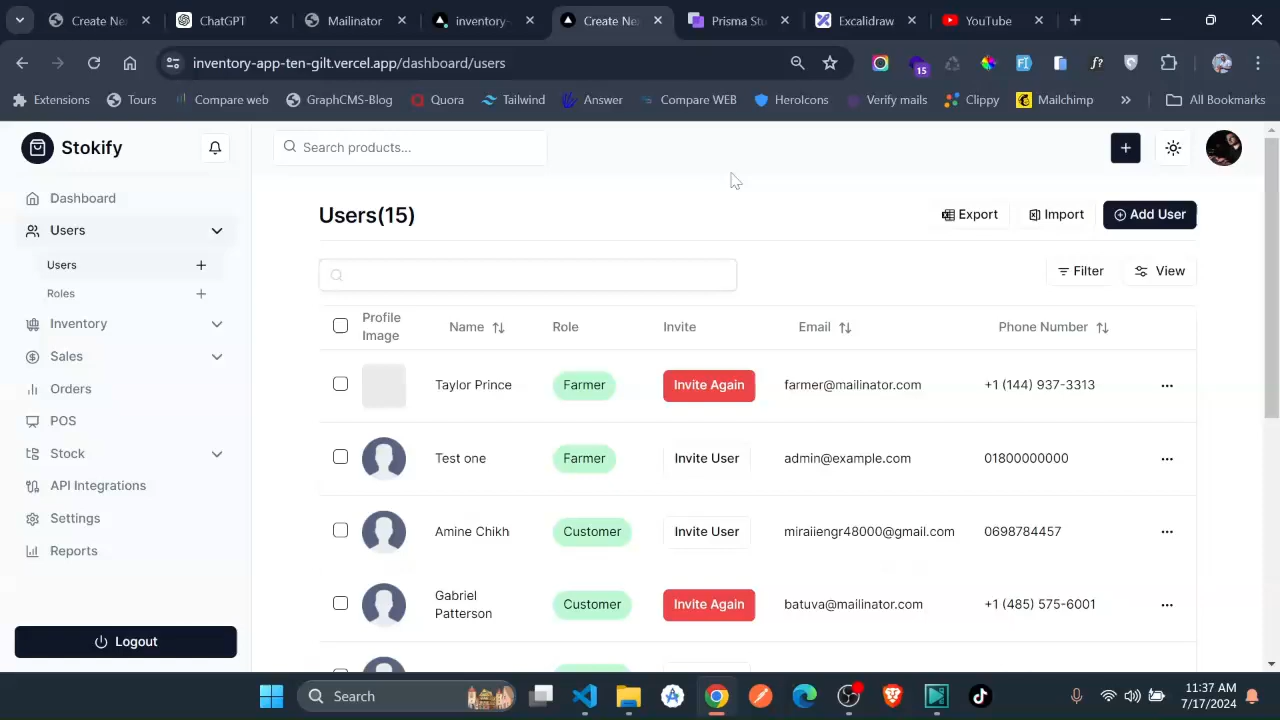 Create Ne
ChatGPT
Mailinator
inventory-
Create Ne
Prisma Stu
Excalidraw
YouTube
inventory-app-ten-gilt.vercel.app/dashboard/users
15
Extensions
Tours
Compare web
GraphCMS-Blog
Quora
Tailwind
Answer
Compare WEB
HeroIcons
Verify mails
Clippy
Mailchimp
All Bookmarks
Stokify
Search products...
Dashboard
Users
Users
Roles
Inventory
Sales
Orders
POS
Stock
API Integrations
Settings
Reports
Logout
Users(15)
Export
Import
Add User
Filter
View
Profile Image Name Role Invite Email Phone Number
Taylor Prince Farmer Invite Again farmer@mailinator.com +1 (144) 937-3313
Test one Farmer Invite User admin@example.com 01800000000
Amine Chikh Customer Invite User miraiiengr48000@gmail.com 0698784457
Gabriel Patterson Customer Invite Again batuva@mailinator.com +1 (485) 575-6001
Search
11:37 AM
7/17/2024